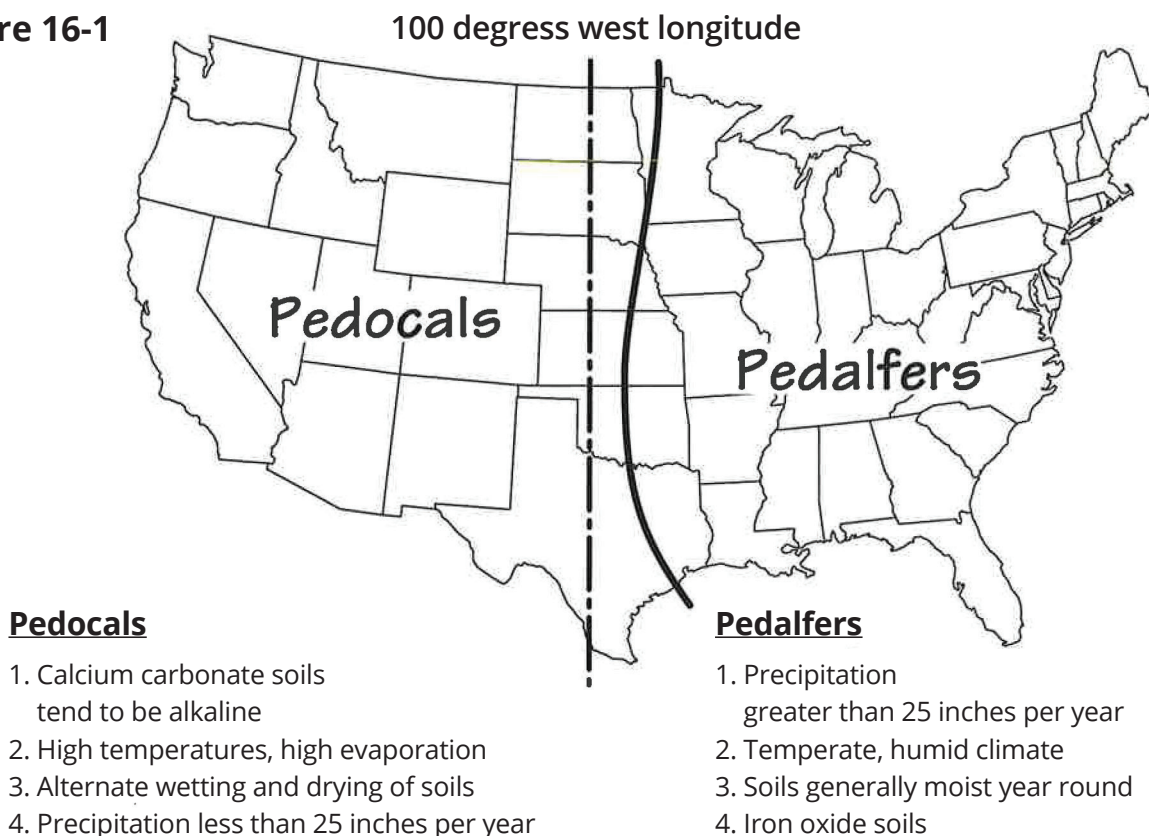 re 16-1
100 degress west longitude
Pedocals
Pedalfers
Pedocals
1. Calcium carbonate soils
tend to be alkaline
2. High temperatures, high evaporation
3. Alternate wetting and drying of soils
4. Precipitation less than 25 inches per year
Pedalfers
1. Precipitation
greater than 25 inches per year
2. Temperate, humid climate
3. Soils generally moist year round
4. Iron oxide soils